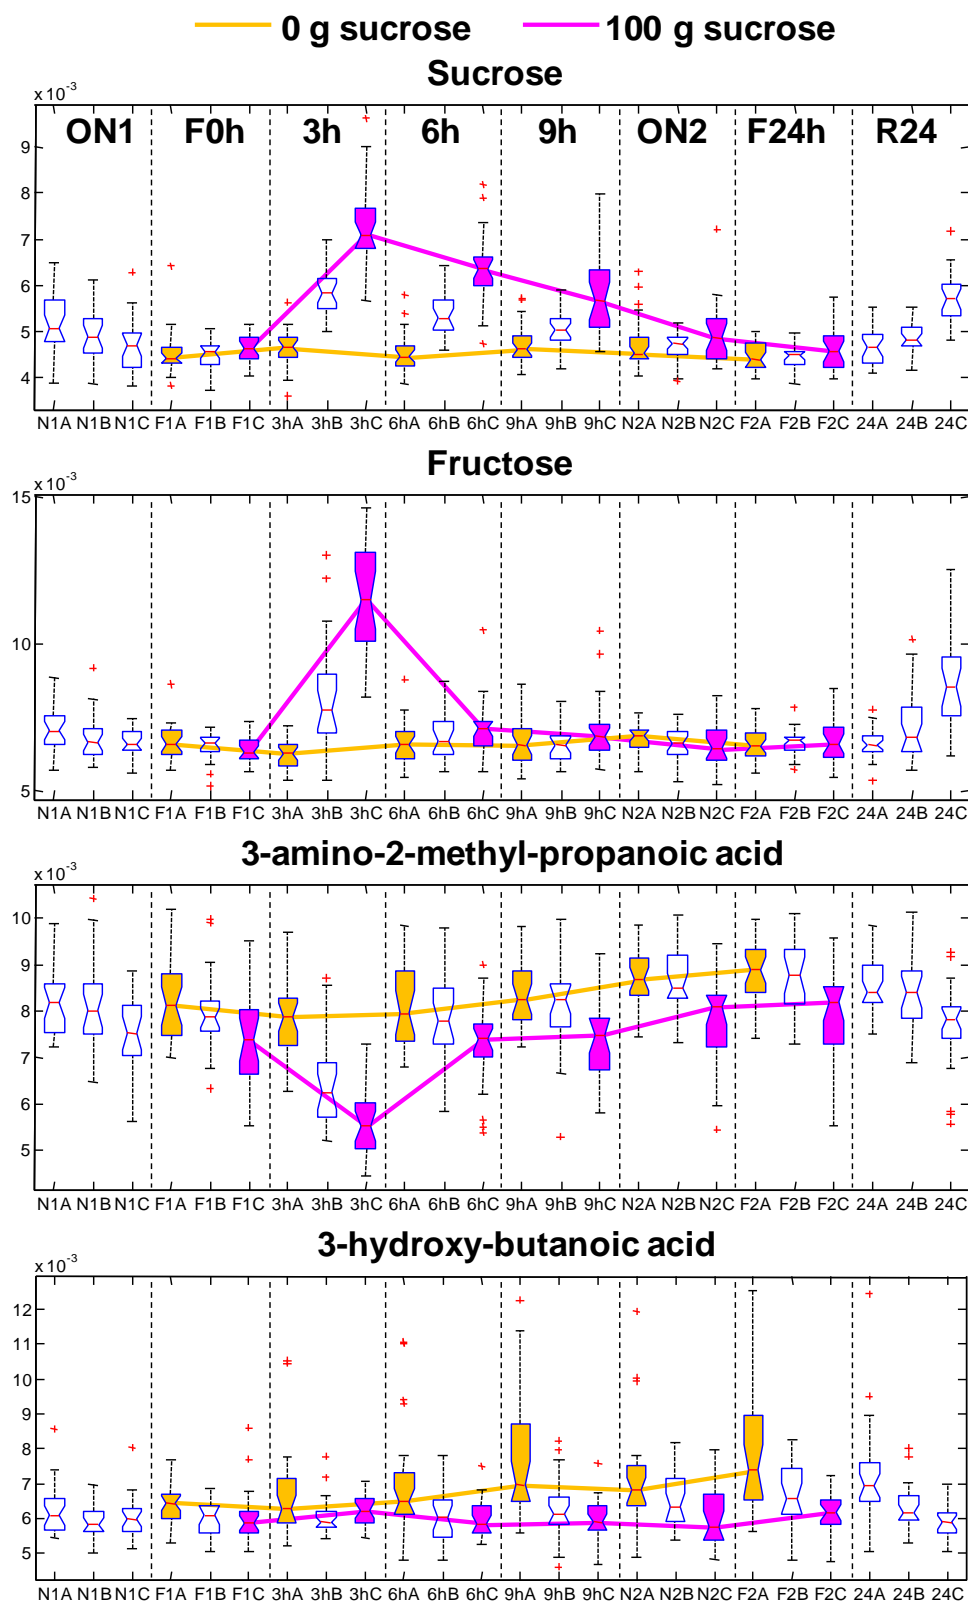 0 g sucrose 100 g sucrose
Sucrose
x 10-3
ON1 F0h 3h 6h 9h ON2 F24h R24
9
8
7
6
5
4
N1A N1B N1C F1A F1B F1C 3hA 3hB 3hC 6hA 6hB 6hC 9hA 9hB 9hC N2A N2B N2C F2A F2B F2C 24A 24B 24C
Fructose
x 10-3
15
10
5
N1A N1B N1C F1A F1B F1C 3hA 3hB 3hC 6hA 6hB 6hC 9hA 9hB 9hC N2A N2B N2C F2A F2B F2C 24A 24B 24C
3-amino-2-methyl-propanoic acid
x 10-3
10
9
8
7
6
5
N1A N1B N1C F1A F1B F1C 3hA 3hB 3hC 6hA 6hB 6hC 9hA 9hB 9hC N2A N2B N2C F2A F2B F2C 24A 24B 24C
3-hydroxy-butanoic acid
x 10-3
12
11
10
9
8
7
6
5
N1A N1B N1C F1A F1B F1C 3hA 3hB 3hC 6hA 6hB 6hC 9hA 9hB 9hC N2A N2B N2C F2A F2B F2C 24A 24B 24C